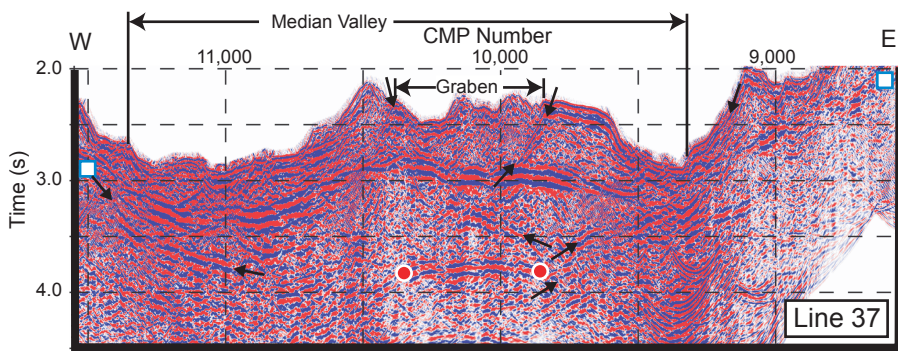 Median Valley
W
CMP Number
E
11,000
10,000
9,000
2.0
Graben
3.0
Time (s)
4.0
Line 37